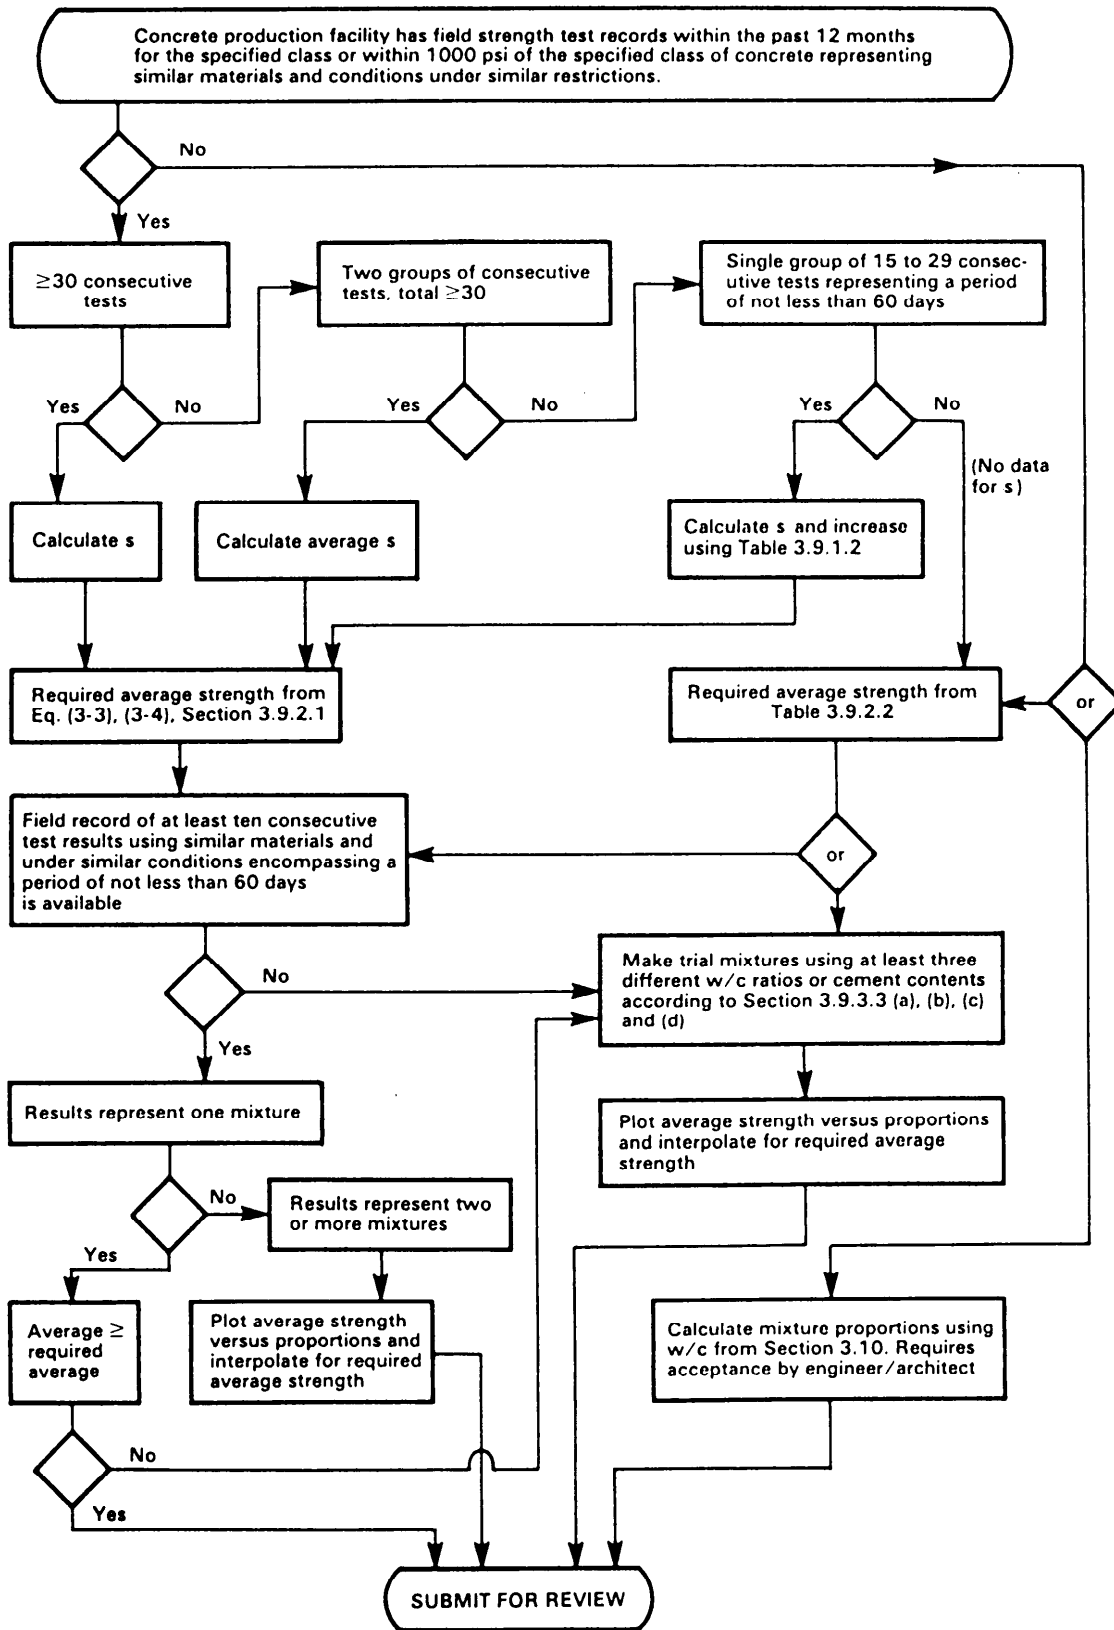 Concrete production facility has field strength test records within the past 12 months
for the specified class or within 1000 psi of the specified class of concrete representing
similar materials and conditions under similar restrictions.
No
Yes
≥30 consecutive
tests
Two groups of consecutive
tests, total ≥30
Single group of 15 to 29 consec-
utive tests representing a period
of not less than 60 days
Yes
No
Yes
No
Yes
No
(No data
for s)
Calculate s
Calculate average s
Calculate s and increase
using Table 3.9.1.2
Required average strength from
Eq. (3-3), (3-4), Section 3.9.2.1
Required average strength from
Table 3.9.2.2
or
Field record of at least ten consecutive
test results using similar materials and
under similar conditions encompassing a
period of not less than 60 days
is available
or
No
Yes
Make trial mixtures using at least three
different w/c ratios or cement contents
according to Section 3.9.3.3 (a), (b), (c)
and (d)
Results represent one mixture
Plot average strength versus proportions
and interpolate for required average
strength
No
Yes
Results represent two
or more mixtures
Average ≥
required
average
Plot average strength
versus proportions and
interpolate for required
average strength
Calculate mixture proportions using
w/c from Section 3.10. Requires
acceptance by engineer/architect
No
Yes
SUBMIT FOR REVIEW